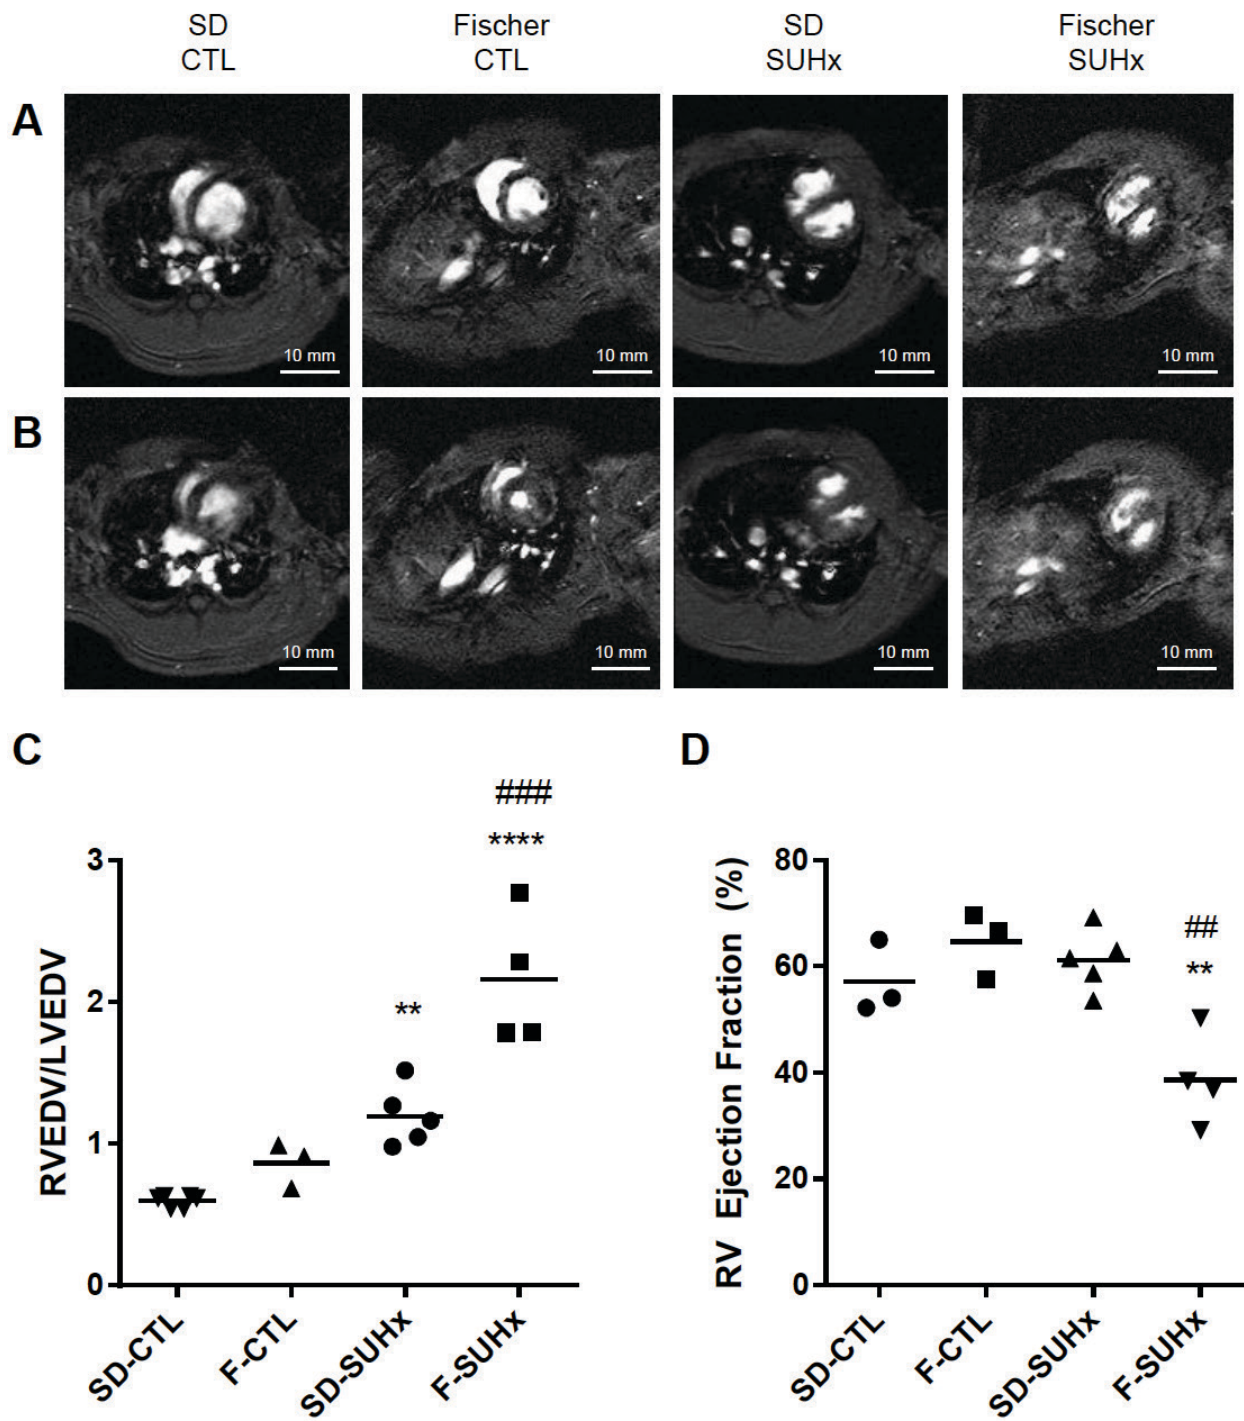 SD
CTL
Fischer
CTL
SD
SUHx
Fischer
SUHx
A
10 mm
10 mm
10 mm
10 mm
B
10 mm
10 mm
10 mm
10 mm
C
###
****
**
3
2
1
0
RVEDV/LVEDV
SD-CTL
F-CTL
SD-SUHx
F-SUHx
D
##
**
80
60
40
20
0
RV Ejection Fraction (%)
SD-CTL
F-CTL
SD-SUHx
F-SUHx